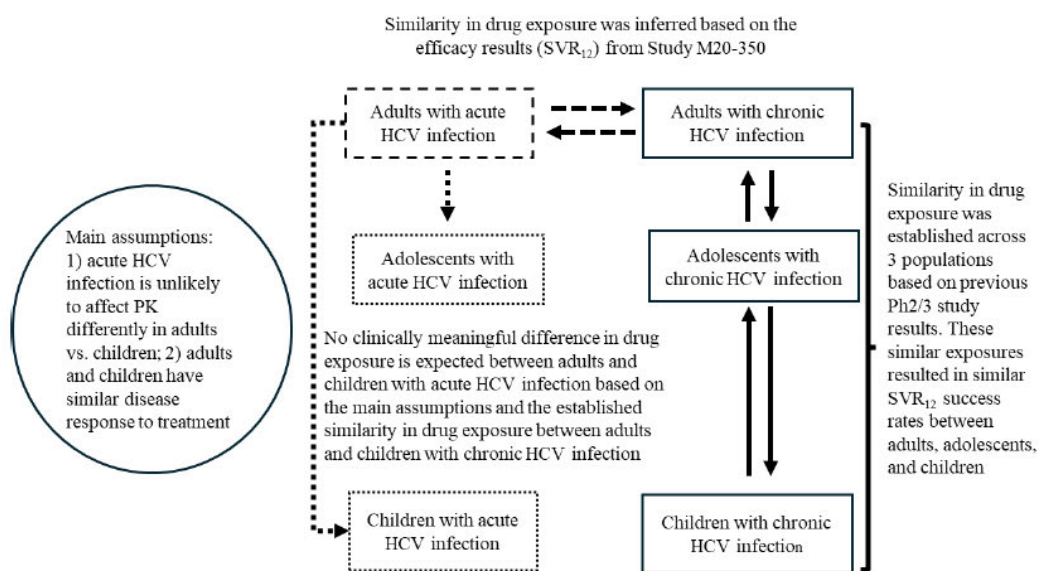 Similarity in drug exposure was inferred based on the
efficacy results (SVR₁₂) from Study M20-350
Adults with acute
HCV infection
Adults with chronic
HCV infection
Main assumptions:
1) acute HCV
infection is unlikely
to affect PK
differently in adults
vs. children; 2) adults
and children have
similar disease
response to treatment
Adolescents with
acute HCV infection
Adolescents with
chronic HCV infection
No clinically meaningful difference in drug
exposure is expected between adults and
children with acute HCV infection based on
the main assumptions and the established
similarity in drug exposure between adults
and children with chronic HCV infection
Similarity in drug
exposure was
established across
3 populations
based on previous
Ph2/3 study
results. These
similar exposures
resulted in similar
SVR₁₂ success
rates between
adults, adolescents,
and children
Children with acute
HCV infection
Children with chronic
HCV infection